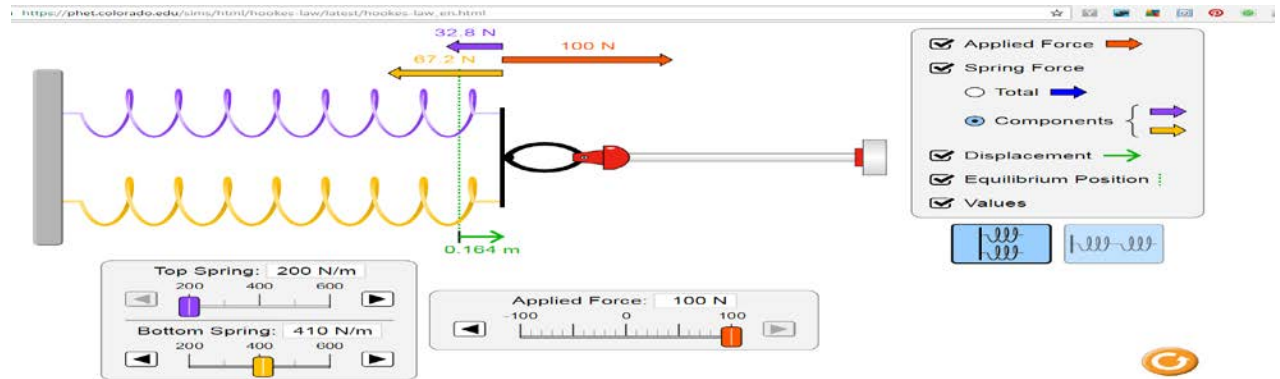 https://phet.colorado.edu/sims/html/hookes-law/latest/hookes-law_en.html
32.8 N
100 N
67.2 N
0.164 m
Applied Force
Spring Force
Total
Components
Displacement
Equilibrium Position
Values
Top Spring: 200 N/m
200 400 600
Bottom Spring: 410 N/m
200 400 600
Applied Force: 100 N
-100 0 100